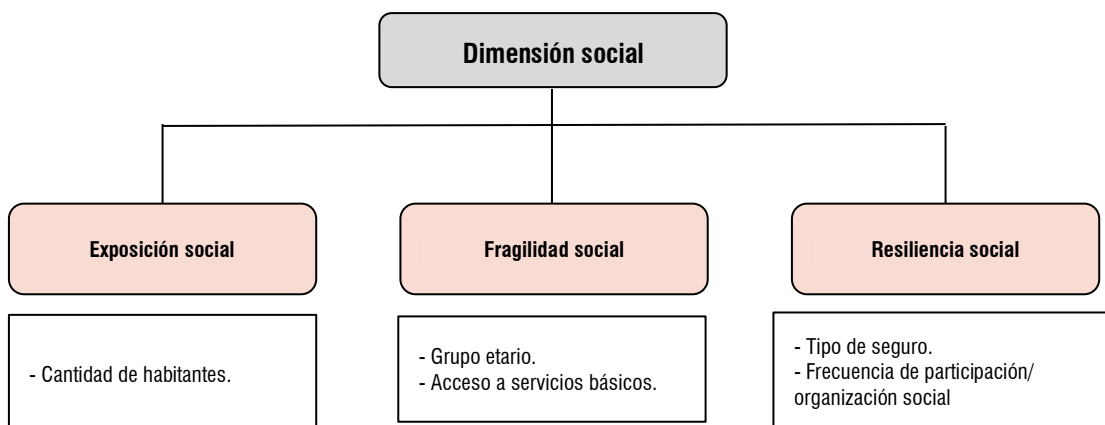 Dimensión social
Exposición social
Fragilidad social
Resiliencia social
- Cantidad de habitantes.
- Grupo etario.
- Acceso a servicios básicos.
- Tipo de seguro.
- Frecuencia de participación/
organización social